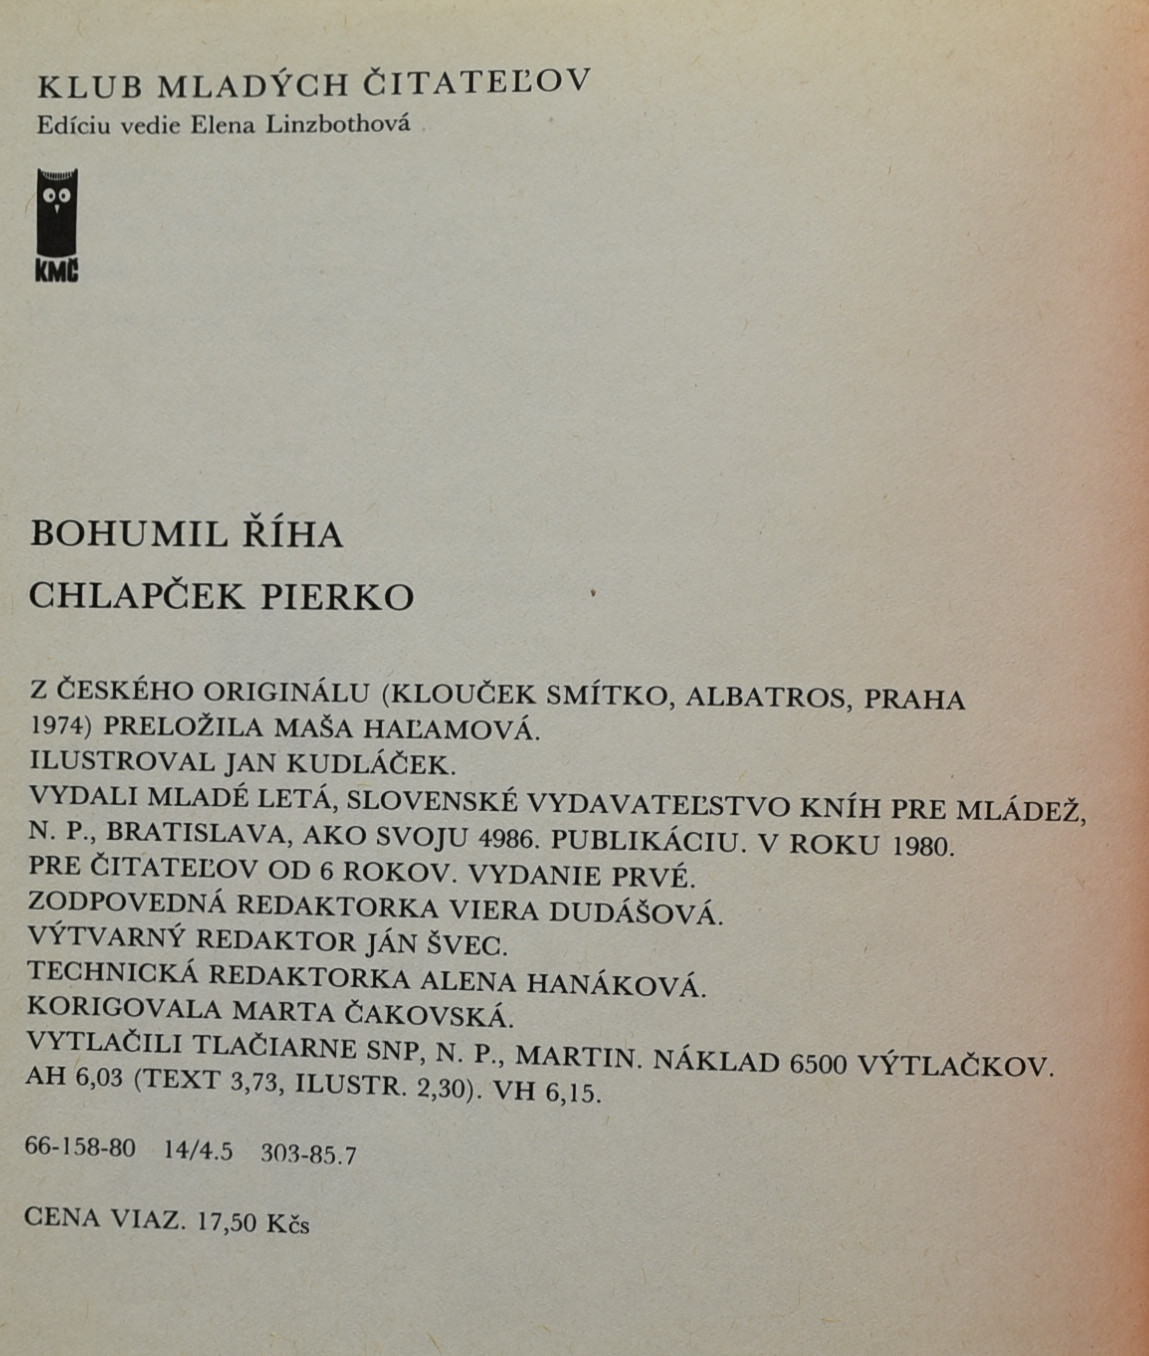 KLUB MLADÝCH ČITATEĽOV
Edíciu vedie Elena Linzbothová
KMČ
BOHUMIL ŘÍHA
CHLAPČEK PIERKO
Z ČESKÉHO ORIGINÁLU (KLOUČEK SMÍTKO, ALBATROS, PRAHA
1974) PRELOŽILA MAŠA HAĽAMOVÁ.
ILUSTROVAL JAN KUDLÁČEK.
VYDALI MLADÉ LETÁ, SLOVENSKÉ VYDAVATEĽSTVO KNÍH PRE MLÁDEŽ,
N. P., BRATISLAVA, AKO SVOJU 4986. PUBLIKÁCIU. V ROKU 1980.
PRE ČITATEĽOV OD 6 ROKOV. VYDANIE PRVÉ.
ZODPOVEDNÁ REDAKTORKA VIERA DUDÁŠOVÁ.
VÝTVARNÝ REDAKTOR JÁN ŠVEC.
TECHNICKÁ REDAKTORKA ALENA HANÁKOVÁ.
KORIGOVALA MARTA ČAKOVSKÁ.
VYTLAČILI TLAČIARNE SNP, N. P., MARTIN. NÁKLAD 6500 VÝTLAČKOV.
AH 6,03 (TEXT 3,73, ILUSTR. 2,30). VH 6,15.
66-158-80 14/4.5 303-85.7
CENA VIAZ. 17,50 Kčs